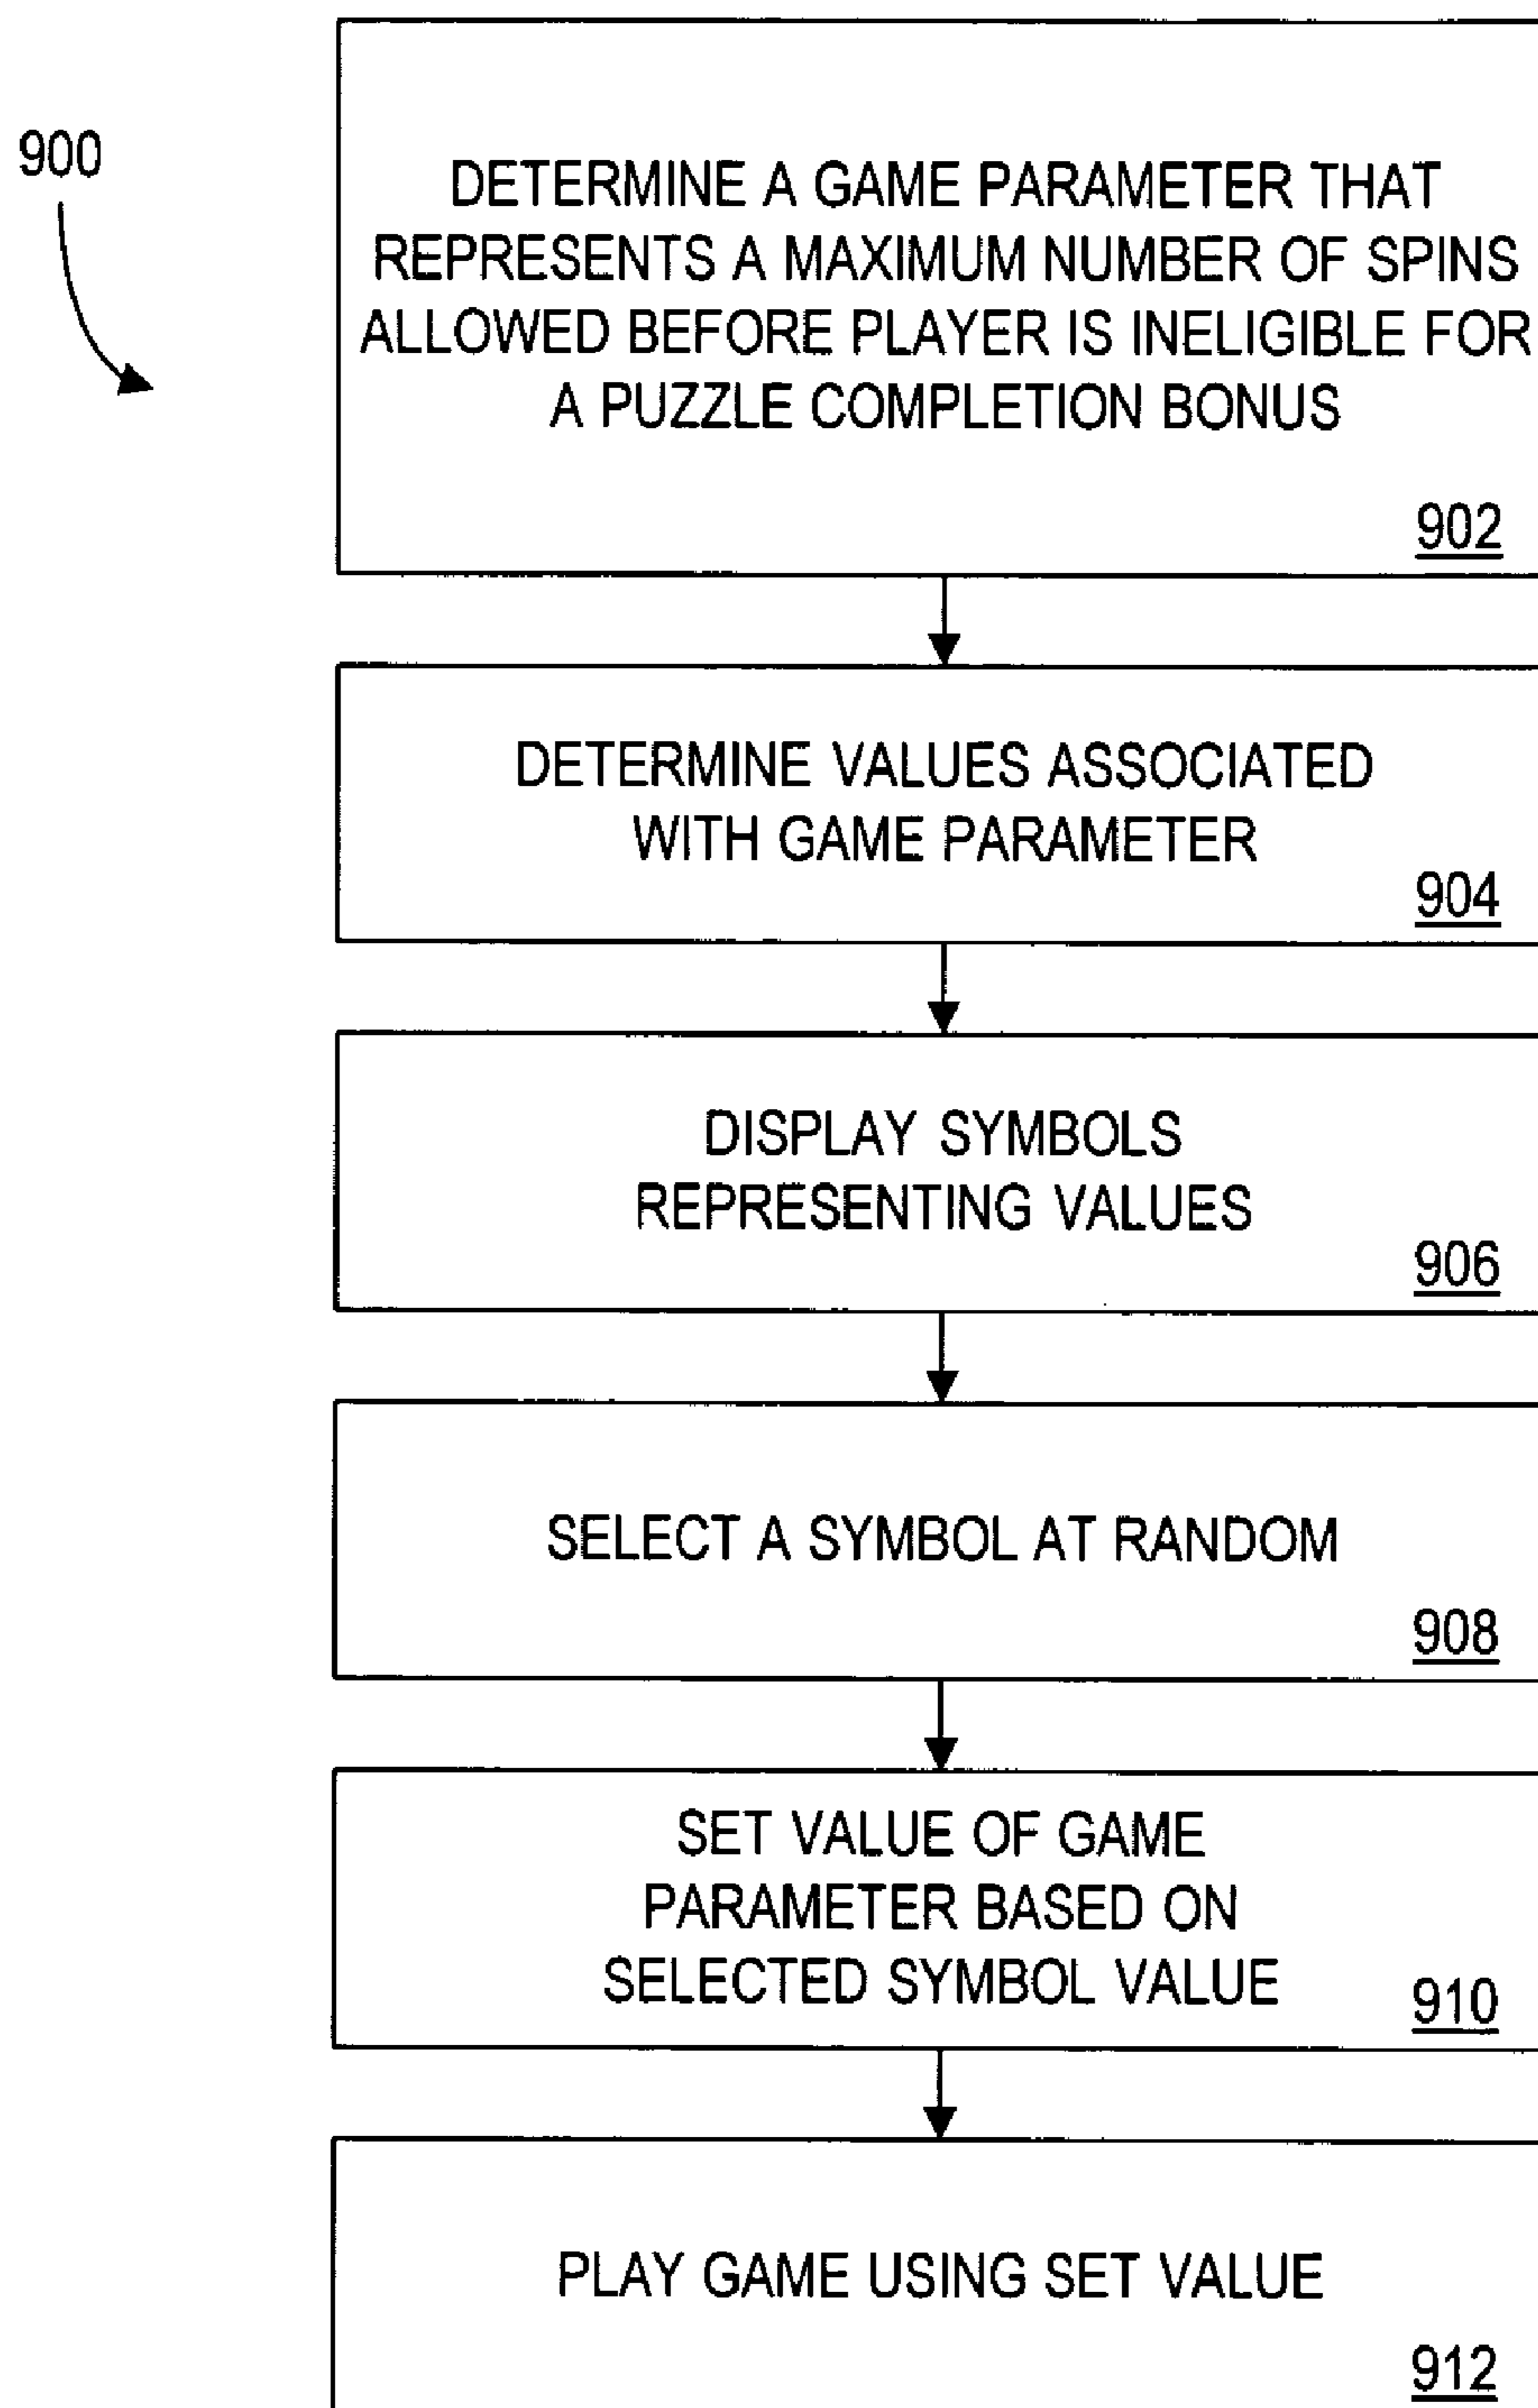 900
DETERMINE A GAME PARAMETER THAT
REPRESENTS A MAXIMUM NUMBER OF SPINS
ALLOWED BEFORE PLAYER IS INELIGIBLE FOR
A PUZZLE COMPLETION BONUS
902
DETERMINE VALUES ASSOCIATED
WITH GAME PARAMETER
904
DISPLAY SYMBOLS
REPRESENTING VALUES
906
SELECT A SYMBOL AT RANDOM
908
SET VALUE OF GAME
PARAMETER BASED ON
SELECTED SYMBOL VALUE
910
PLAY GAME USING SET VALUE
912